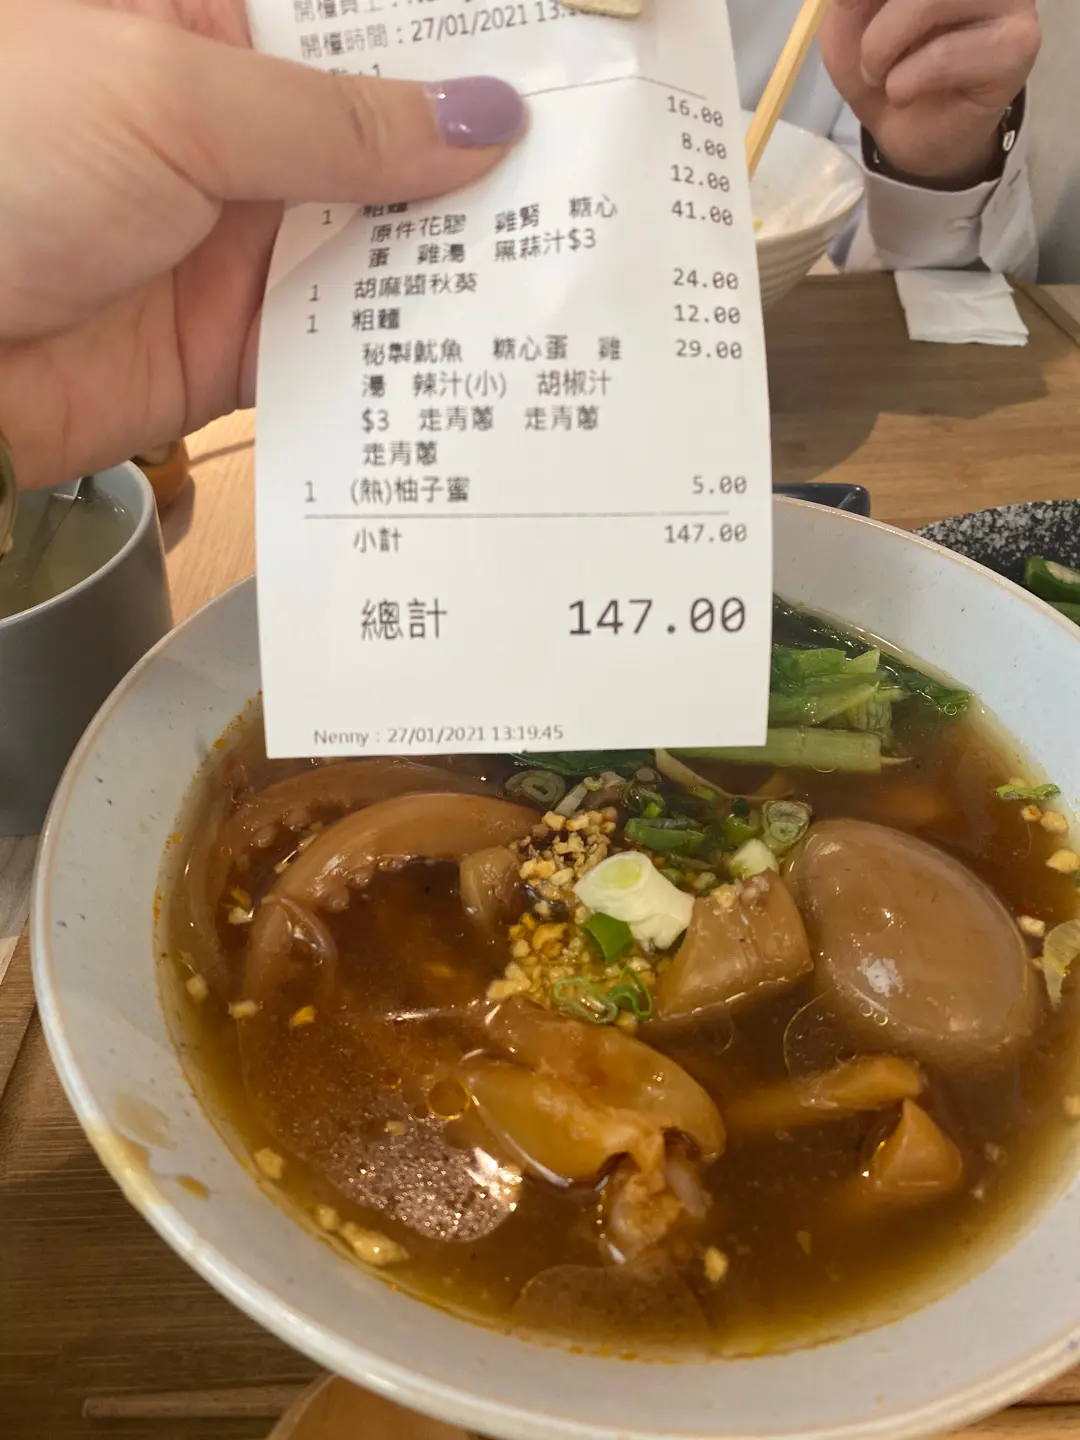 開檯時間：27/01/2021 13:
16.00
8.00
12.00
1 粗麵 41.00
原件花膠 雞腎 糖心
蛋 雞湯 黑蒜汁$3
1 胡麻醬秋葵 24.00
1 粗麵 12.00
秘製魷魚 糖心蛋 雞 29.00
湯 辣汁(小) 胡椒汁
$3 走青蔥 走青蔥
走青蔥
1 (熱)柚子蜜 5.00
小計 147.00
總計 147.00
Nenny : 27/01/2021 13:19:45